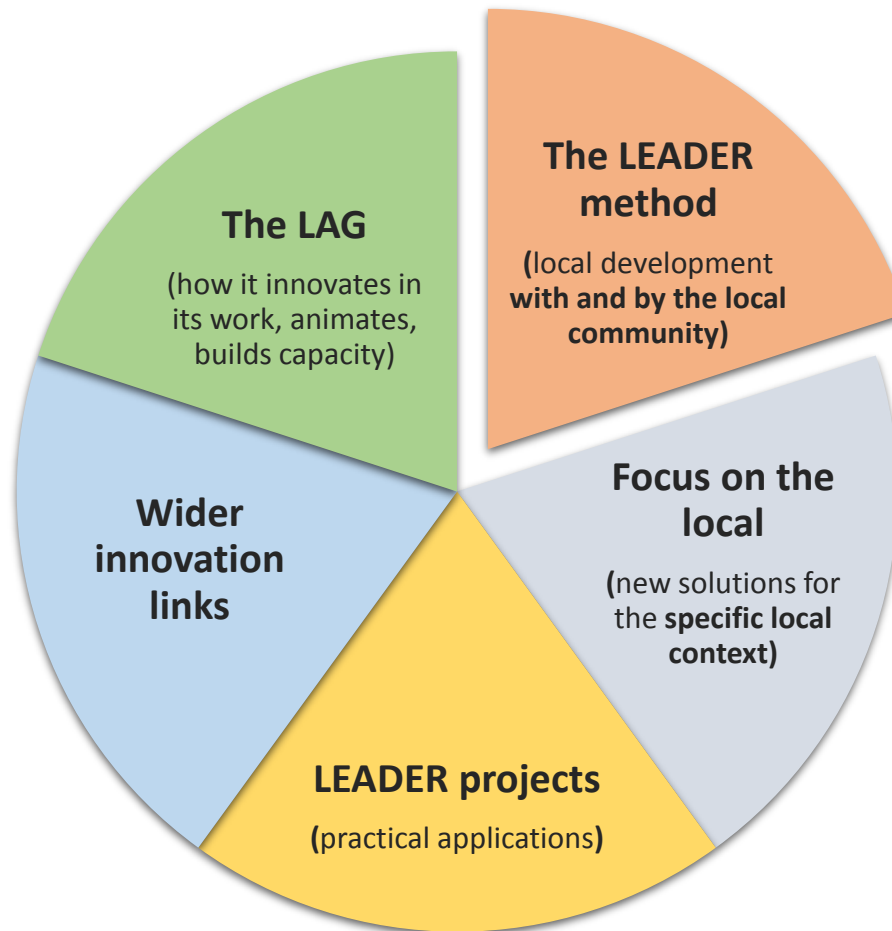 The LEADER
method
(local development
with and by the local
community)
Focus on the
local
(new solutions for
the specific local
context)
LEADER projects
(practical applications)
Wider
innovation
links
The LAG
(how it innovates in
its work, animates,
builds capacity)